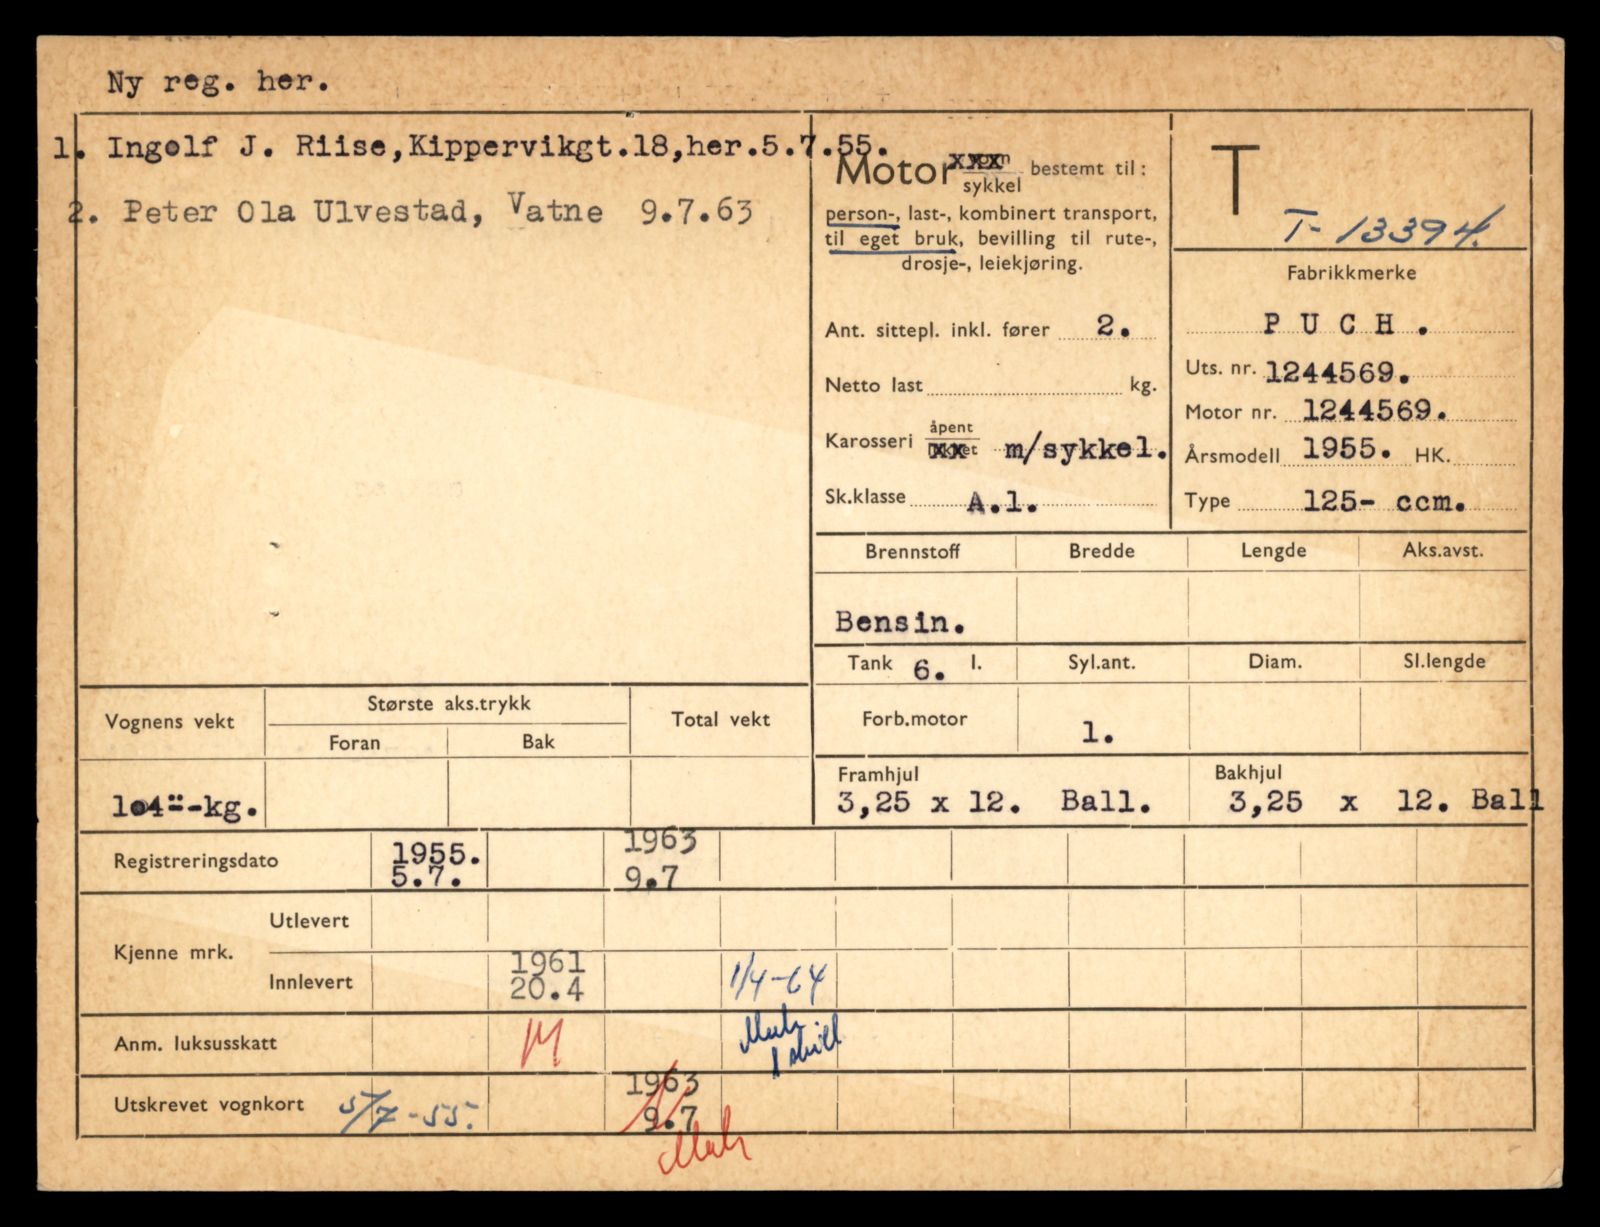 Ny reg. her.
1. Ingolf J. Riise,Kippervikgt.18,her.5.7.55.
2. Peter Ola Ulvestad, Vatne 9.7.63
Motor xxx sykkel bestemt til:
person-, last-, kombinert transport,
til eget bruk, bevilling til rute-,
drosje-, leiekjøring.
Ant. sittepl. inkl. fører 2.
Netto last kg.
Karosseri åpent xx m/sykkel.
Sk.klasse A.1.
T
T-13394.
Fabrikkmerke
PUCH.
Uts. nr. 1244569.
Motor nr. 1244569.
Årsmodell 1955. HK.
Type 125- ccm.
Brennstoff Bredde Lengde Aks.avst.
Bensin.
Tank 6. l. Syl.ant. Diam. Sl.lengde
Forb.motor 1.
Framhjul Bakhjul
3,25 x 12. Ball. 3,25 x 12. Ball
Vognens vekt Største aks.trykk Total vekt
Foran Bak
104"-kg.
Registreringsdato 1955. 1963
5.7. 9.7
Kjenne mrk. Utlevert
Innlevert 1961 1/4-64
20.4
Anm. luksusskatt M
1 skilt
Utskrevet vognkort 5/7-55. 1963
9.7